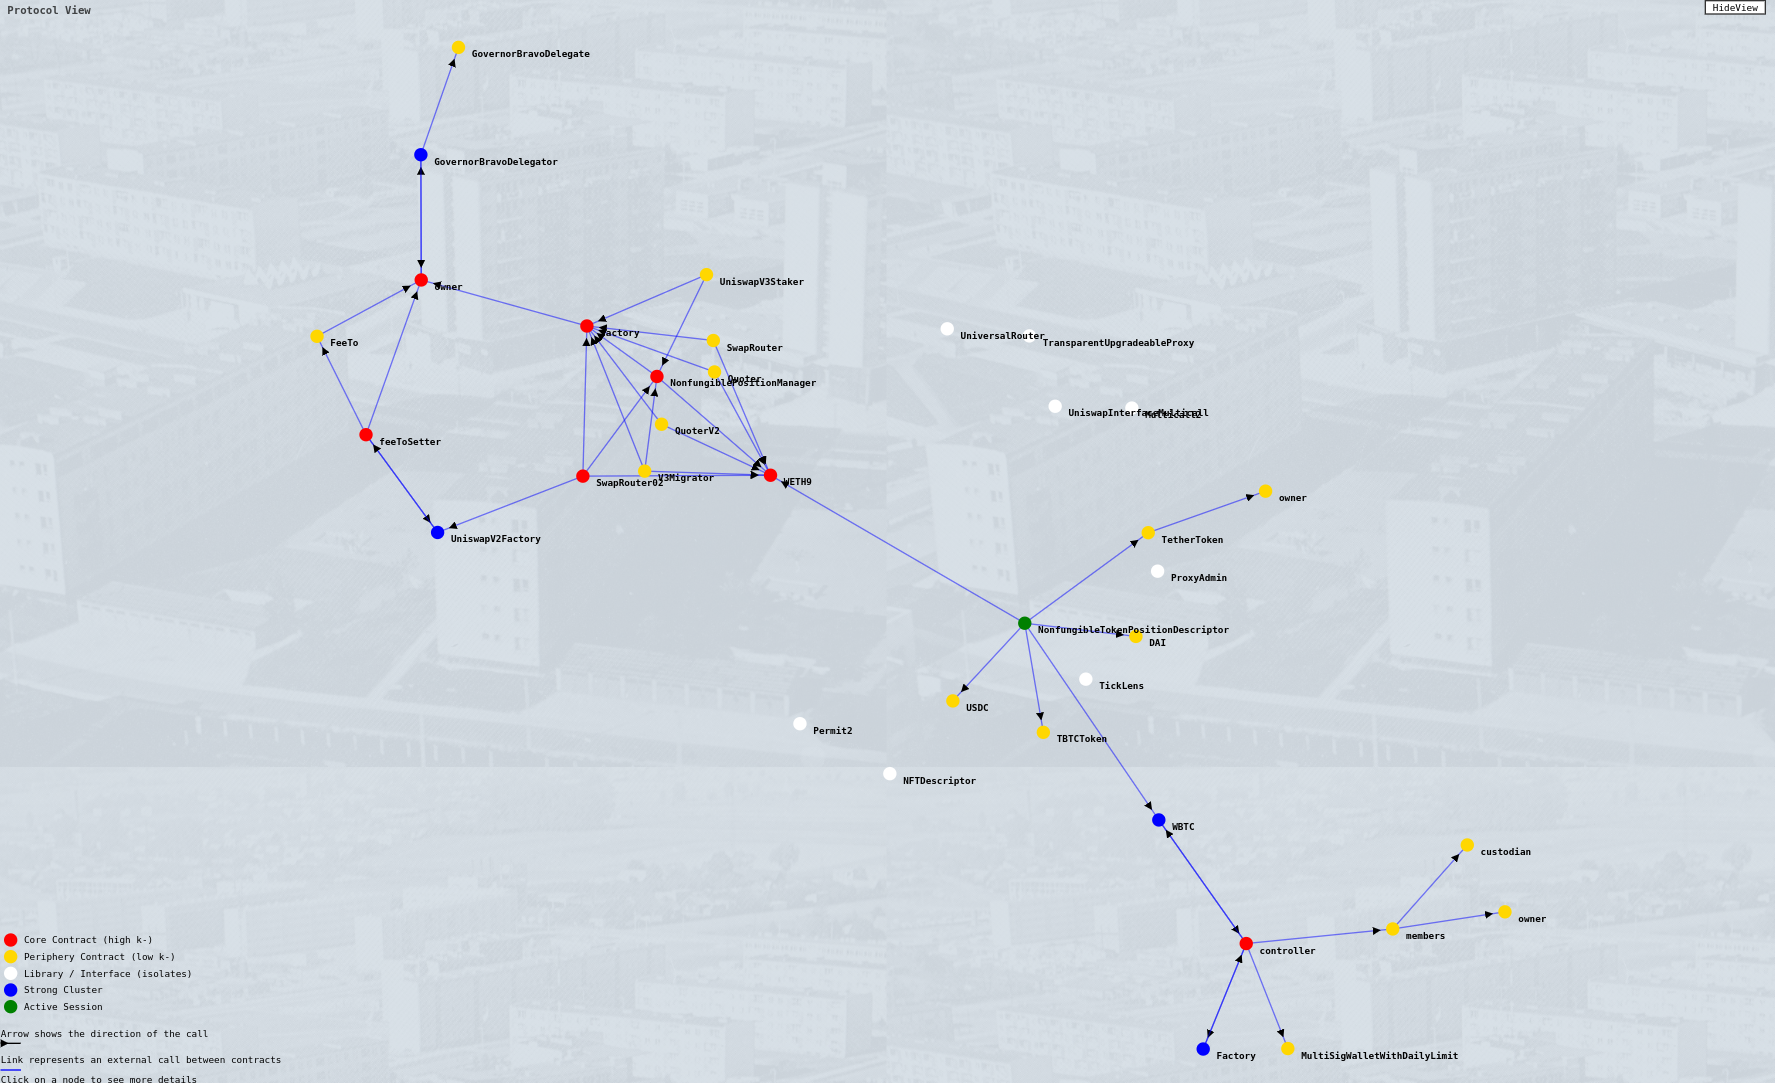 Protocol View
HideView
GovernorBravoDelegate
GovernorBravoDelegator
owner
UniswapV3Staker
Factory
FeeTo
SwapRouter
UniversalRouter
TransparentUpgradeableProxy
Quoter
NonfungiblePositionManager
UniswapInterfaceMulticall
Multicall2
QuoterV2
feeToSetter
SwapRouter02
V3Migrator
WETH9
owner
UniswapV2Factory
TetherToken
ProxyAdmin
NonfungibleTokenPositionDescriptor
DAI
TickLens
USDC
Permit2
TBTCToken
NFTDescriptor
WBTC
custodian
owner
members
controller
Factory
MultiSigWalletWithDailyLimit
Core Contract (high k-)
Periphery Contract (low k-)
Library / Interface (isolates)
Strong Cluster
Active Session
Arrow shows the direction of the call
Link represents an external call between contracts
Click on a node to see more details